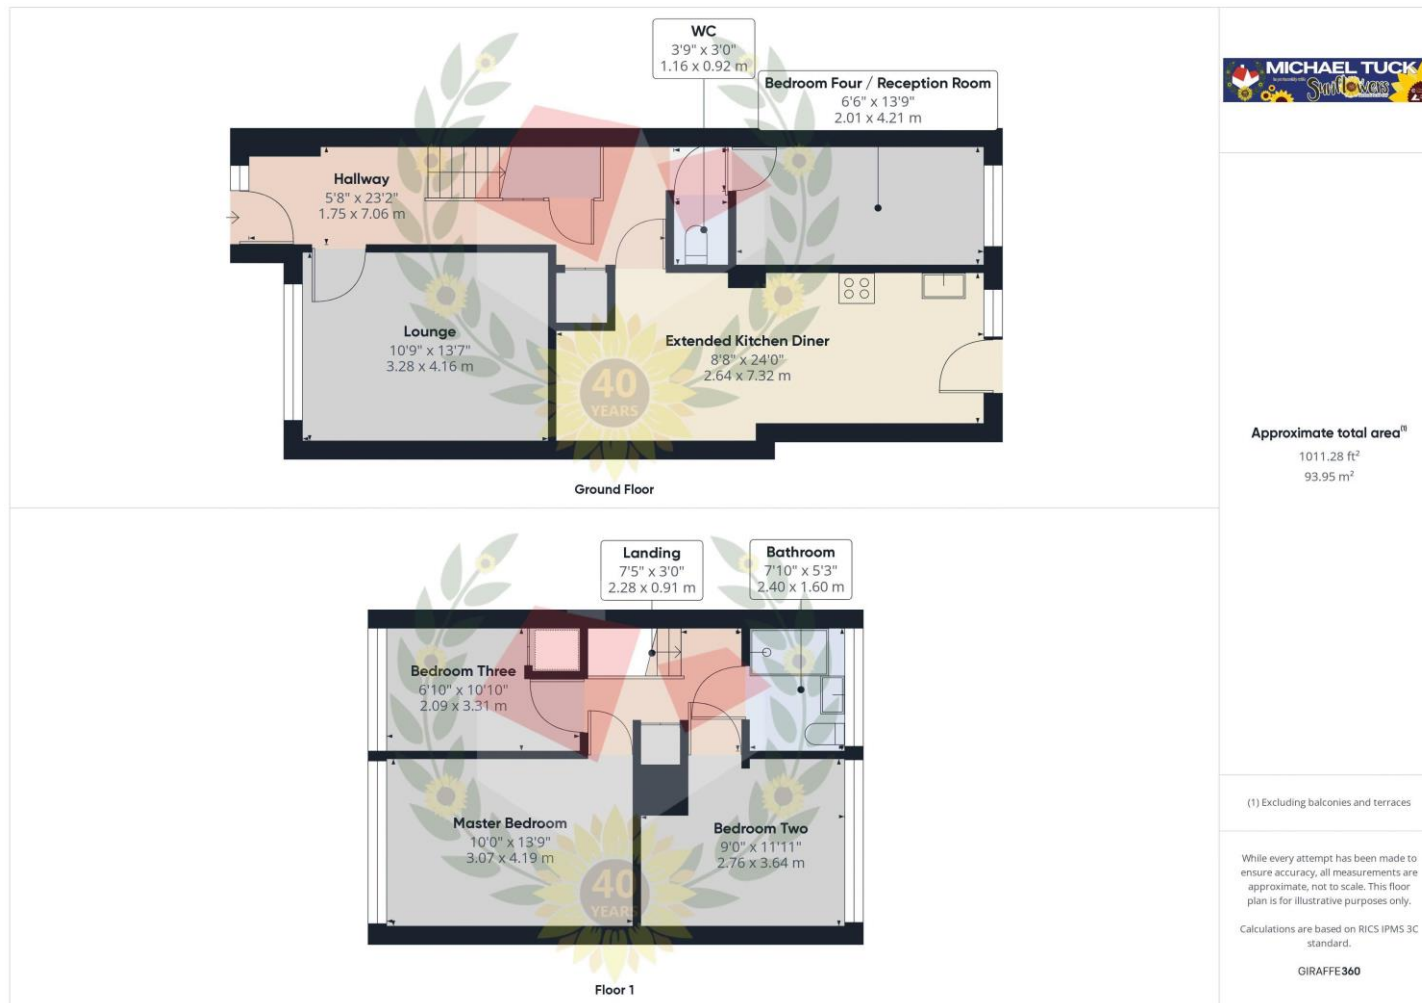 WC
3'9" x 3'0"
1.16 x 0.92 m
Bedroom Four / Reception Room
6'6" x 13'9"
2.01 x 4.21 m
Hallway
5'8" x 23'2"
1.75 x 7.06 m
Lounge
10'9" x 13'7"
3.28 x 4.16 m
Extended Kitchen Diner
8'8" x 24'0"
2.64 x 7.32 m
40
YEARS
Ground Floor
Landing
7'5" x 3'0"
2.28 x 0.91 m
Bathroom
7'10" x 5'3"
2.40 x 1.60 m
Bedroom Three
6'10" x 10'10"
2.09 x 3.31 m
Master Bedroom
10'0" x 13'9"
3.07 x 4.19 m
Bedroom Two
9'0" x 11'11"
2.76 x 3.64 m
40
YEARS
Floor 1
MICHAEL TUCK
Sunflowers
Approximate total area(1)
1011.28 ft²
93.95 m²
(1) Excluding balconies and terraces
While every attempt has been made to
ensure accuracy, all measurements are
approximate, not to scale. This floor
plan is for illustrative purposes only.
Calculations are based on RICS IPMS 3C
standard.
GIRAFFE360